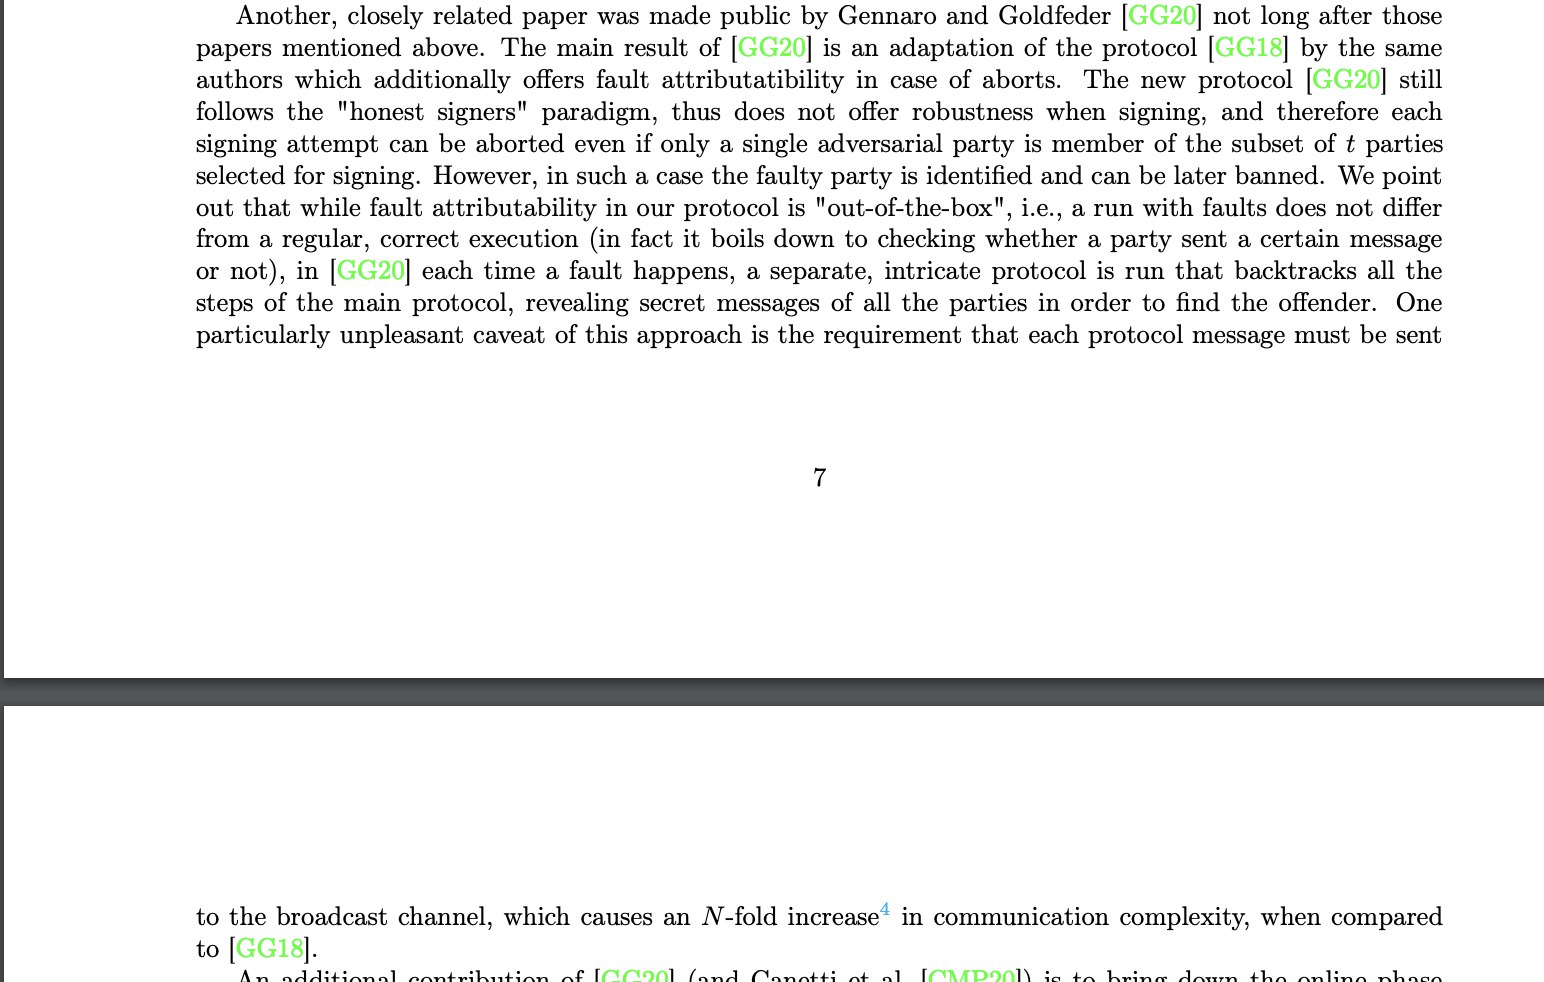 Another, closely related paper was made public by Gennaro and Goldfeder [GG20] not long after those
papers mentioned above. The main result of [GG20] is an adaptation of the protocol [GG18] by the same
authors which additionally offers fault attributatibility in case of aborts. The new protocol [GG20] still
follows the "honest signers" paradigm, thus does not offer robustness when signing, and therefore each
signing attempt can be aborted even if only a single adversarial party is member of the subset of t parties
selected for signing. However, in such a case the faulty party is identified and can be later banned. We point
out that while fault attributability in our protocol is "out-of-the-box", i.e., a run with faults does not differ
from a regular, correct execution (in fact it boils down to checking whether a party sent a certain message
or not), in [GG20] each time a fault happens, a separate, intricate protocol is run that backtracks all the
steps of the main protocol, revealing secret messages of all the parties in order to find the offender. One
particularly unpleasant caveat of this approach is the requirement that each protocol message must be sent
7
to the broadcast channel, which causes an N-fold increase4 in communication complexity, when compared
to [GG18].
An additional contribution of [GG20] (and Canetti et al. [CMP20]) is to bring down the online phase